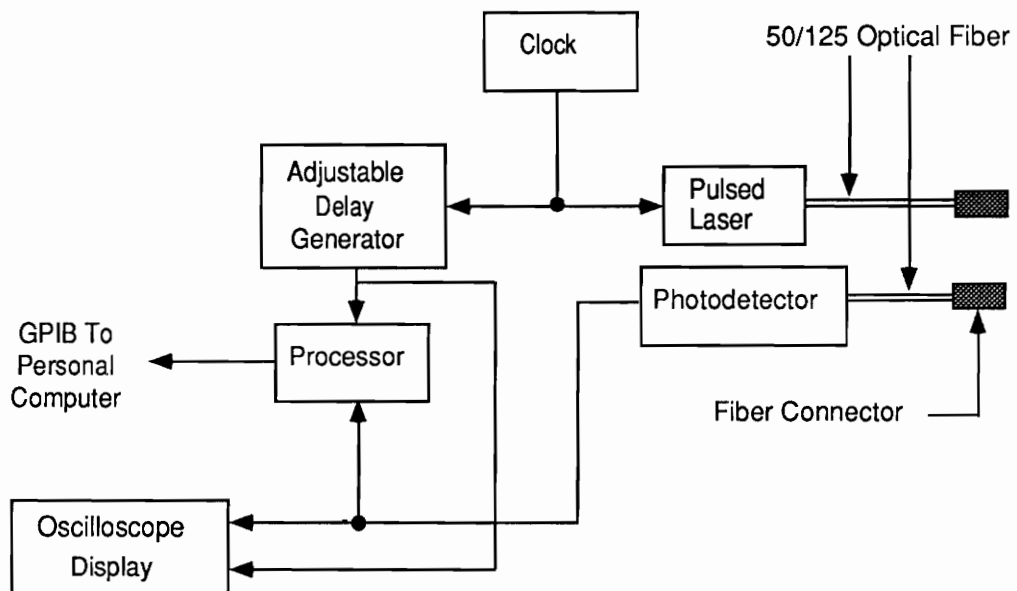 Clock
50/125 Optical Fiber
Adjustable
Delay
Generator
Pulsed
Laser
Photodetector
GPIB To
Personal
Computer
Processor
Fiber Connector
Oscilloscope
Display